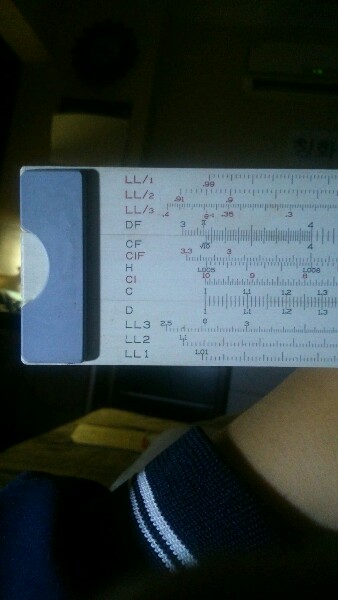 LL/1 .99
LL/2 .91 .9
LL/3 .4 .35 .3
DF 3 π 4
CF 4
CIF 3.3 3
H 1.005 1.006
CI 10 9 8
C 1 1.1 1.2 1.3
D 1 1.1 1.2 1.3
LL3 2.5 e 3
LL2 1.1
LL1 1.01